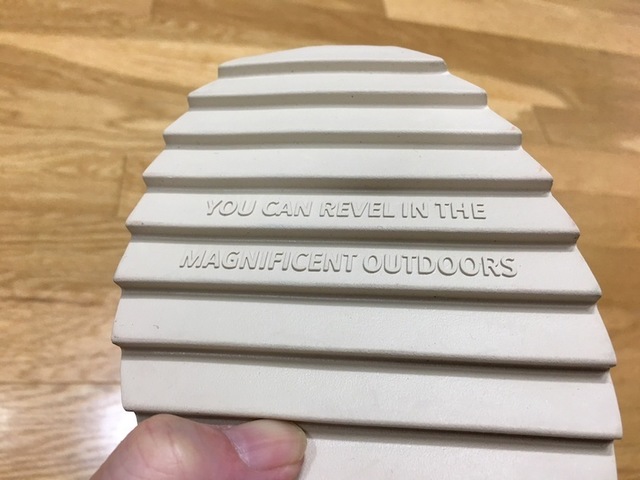 YOU CAN REVEL IN THE
MAGNIFICENT OUTDOORS